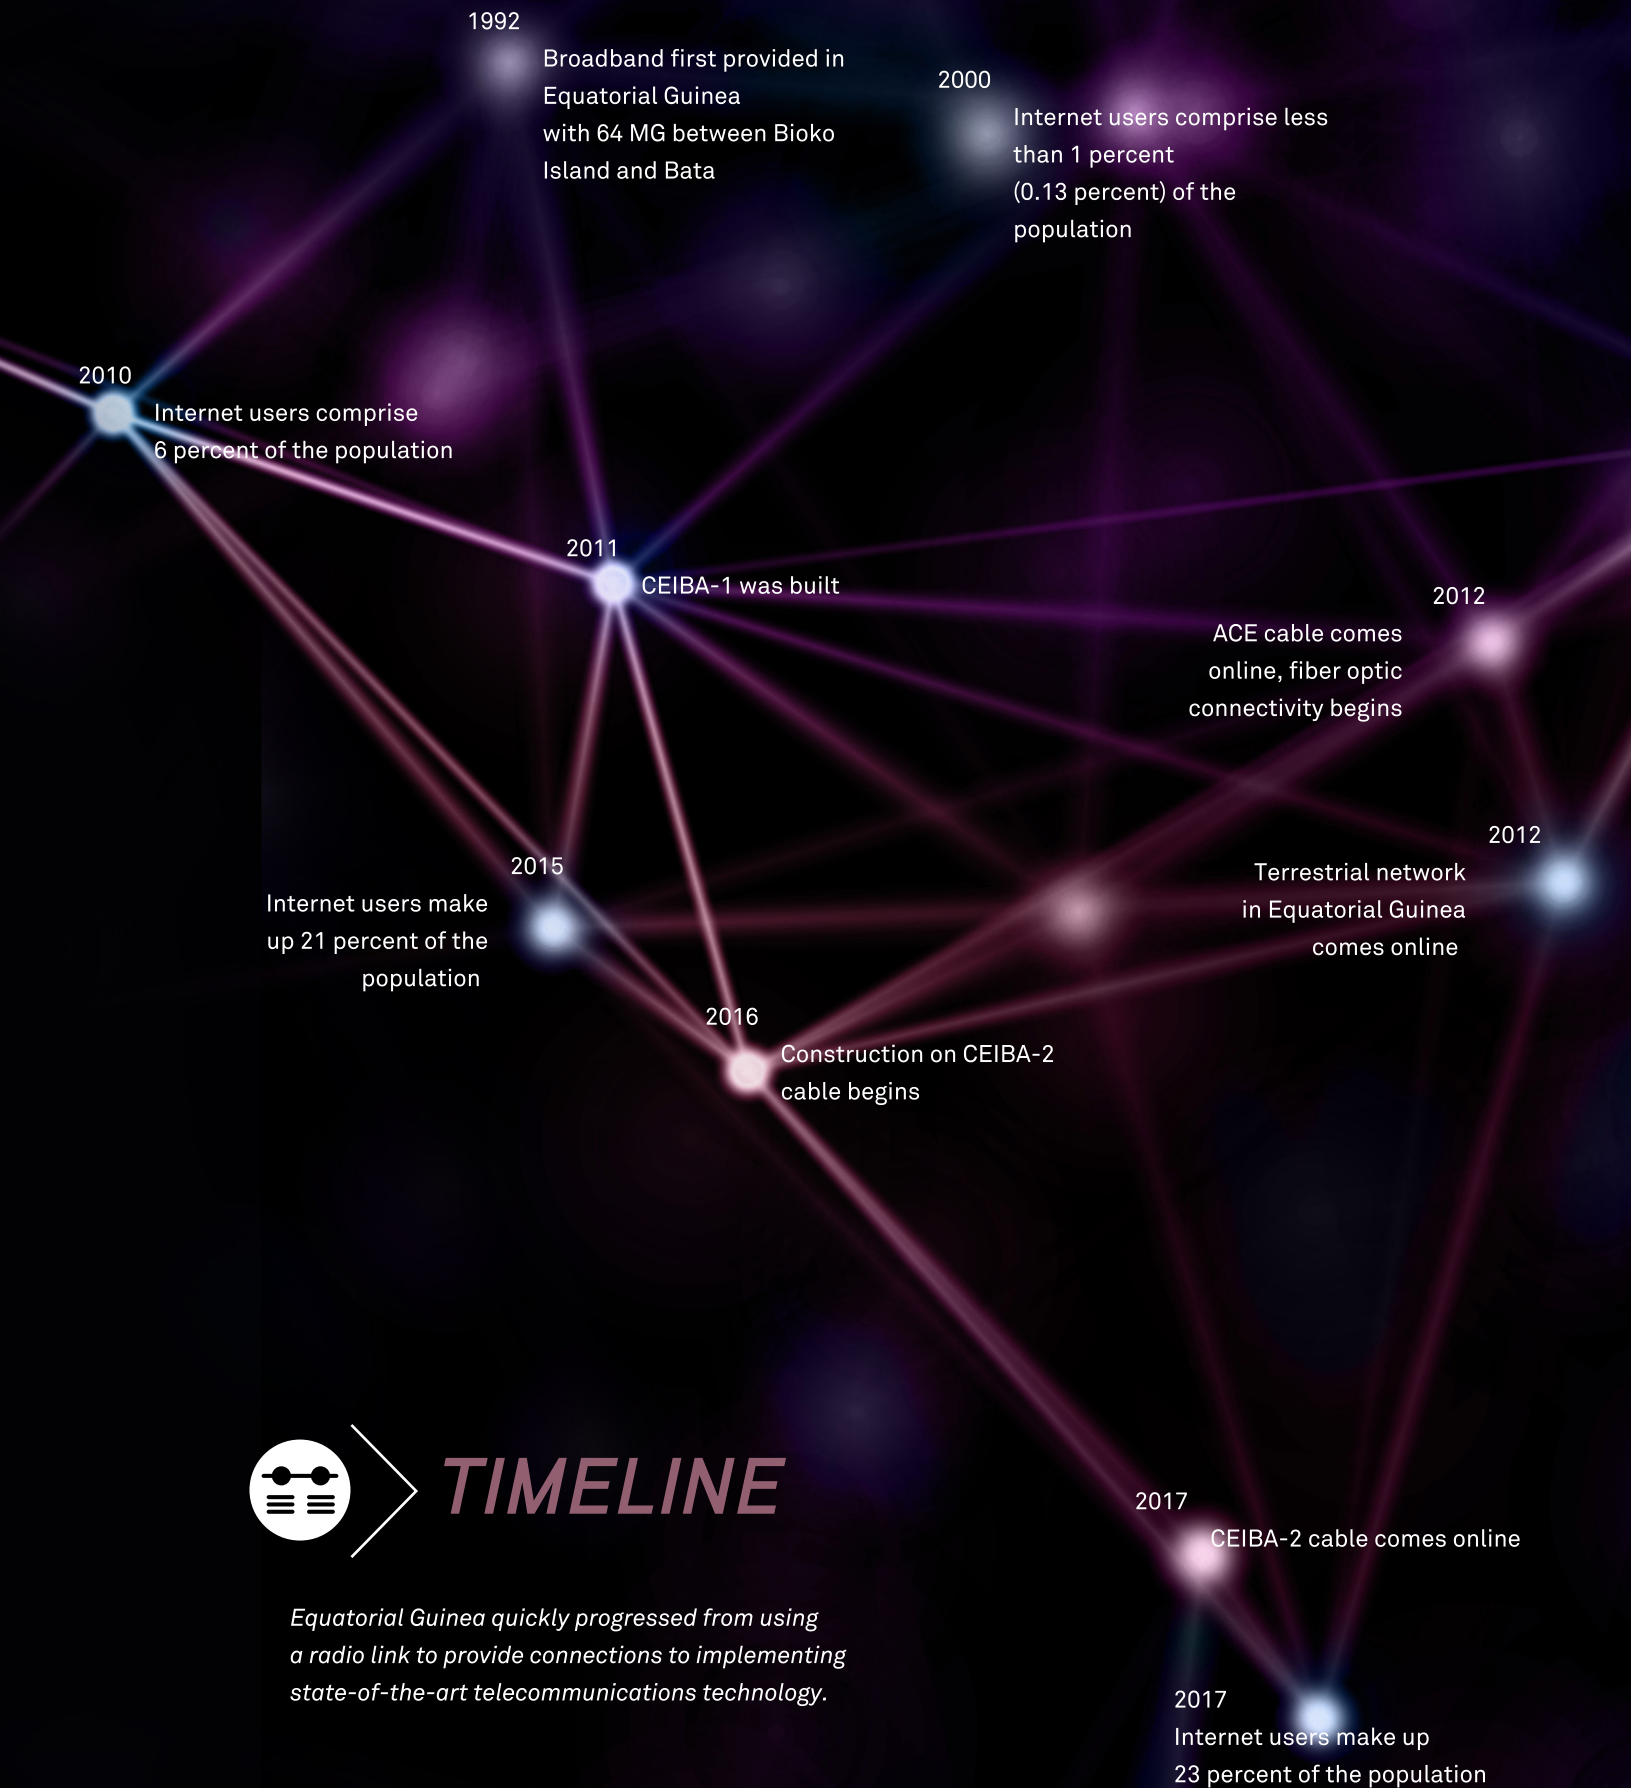 1992
Broadband first provided in
Equatorial Guinea
with 64 MG between Bioko
Island and Bata
2000
Internet users comprise less
than 1 percent
(0.13 percent) of the
population
2010
Internet users comprise
6 percent of the population
2011
CEIBA-1 was built
2012
ACE cable comes
online, fiber optic
connectivity begins
2012
Terrestrial network
in Equatorial Guinea
comes online
2015
Internet users make
up 21 percent of the
population
2016
Construction on CEIBA-2
cable begins
TIMELINE
Equatorial Guinea quickly progressed from using
a radio link to provide connections to implementing
state-of-the-art telecommunications technology.
2017
CEIBA-2 cable comes online
2017
Internet users make up
23 percent of the population